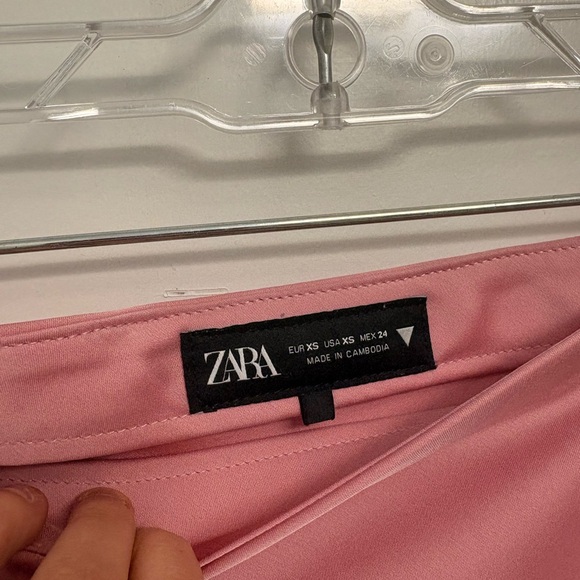 ZARA
EUR XS USA XS MEX 24
MADE IN CAMBODIA